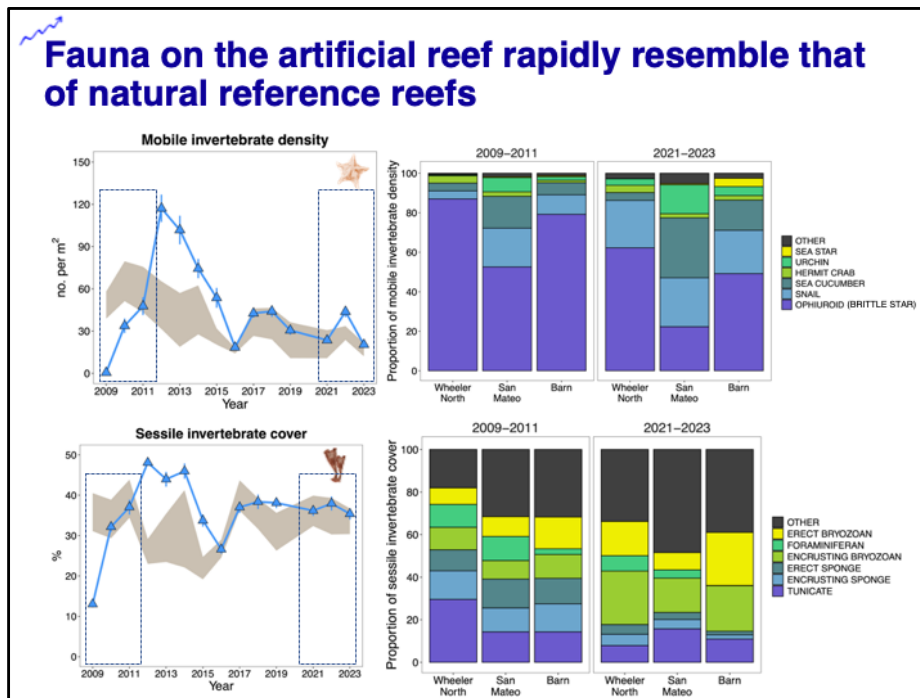 Fauna on the artificial reef rapidly resemble that
of natural reference reefs
Mobile invertebrate density
150
120
90
60
30
0
no. per m²
2009 2011 2013 2015 2017 2019 2021 2023
Year
2009–2011
2021–2023
100
80
60
40
20
0
Proportion of mobile invertebrate density
Wheeler North
San Mateo
Barn
Wheeler North
San Mateo
Barn
OTHER
SEA STAR
URCHIN
HERMIT CRAB
SEA CUCUMBER
SNAIL
OPHIUROID (BRITTLE STAR)
Sessile invertebrate cover
50
40
30
20
10
0
%
2009 2011 2013 2015 2017 2019 2021 2023
Year
2009–2011
2021–2023
100
80
60
40
20
0
Proportion of sessile invertebrate cover
Wheeler North
San Mateo
Barn
Wheeler North
San Mateo
Barn
OTHER
ERECT BRYOZOAN
FORAMINIFERAN
ENCRUSTING BRYOZOAN
ERECT SPONGE
ENCRUSTING SPONGE
TUNICATE